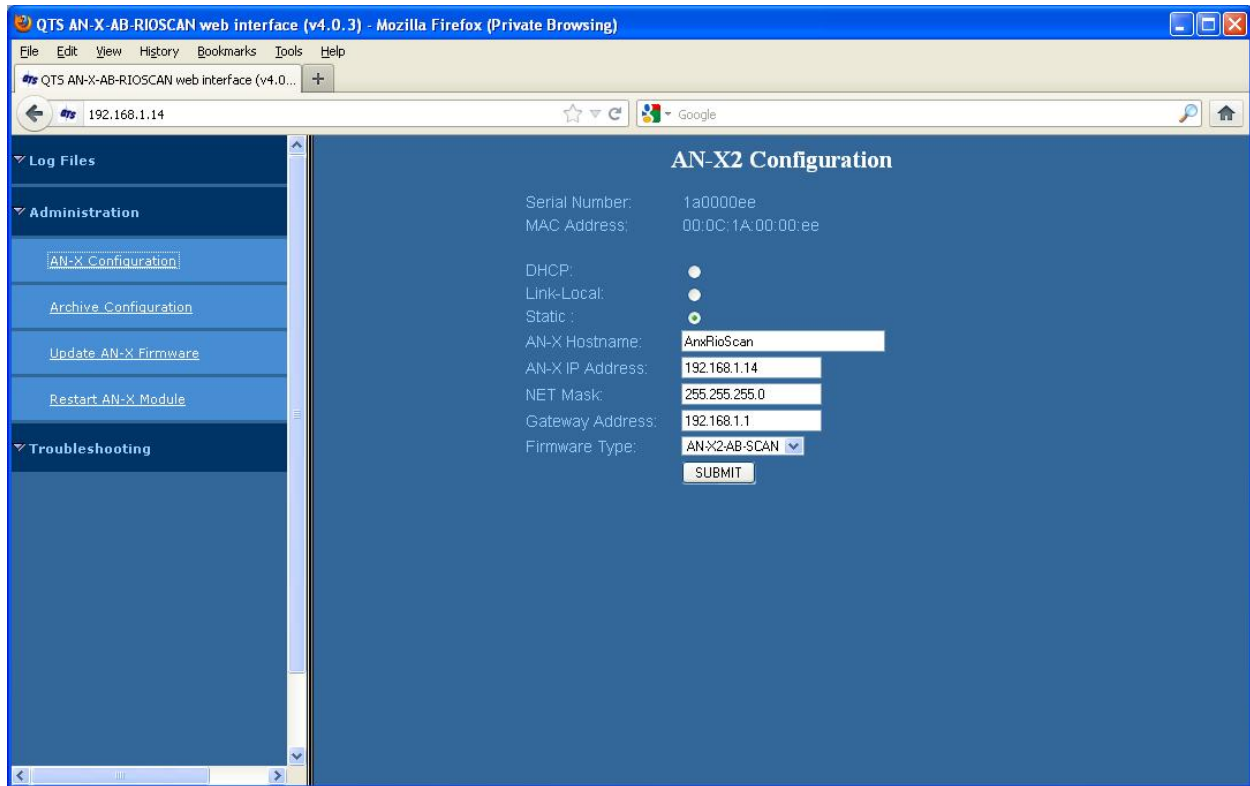 QTS AN-X-AB-RIOSCAN web interface (v4.0.3) - Mozilla Firefox (Private Browsing)
File Edit View History Bookmarks Tools Help
QTS QTS AN-X-AB-RIOSCAN web interface (v4.0... +
QTS 192.168.1.14 Google
Log Files
Administration
AN-X Configuration
Archive Configuration
Update AN-X Firmware
Restart AN-X Module
Troubleshooting
AN-X2 Configuration
Serial Number: 1a0000ee
MAC Address: 00:0C:1A:00:00:ee
DHCP:
Link-Local:
Static :
AN-X Hostname: AnxRioScan
AN-X IP Address: 192.168.1.14
NET Mask: 255.255.255.0
Gateway Address: 192.168.1.1
Firmware Type: AN-X2-AB-SCAN
SUBMIT